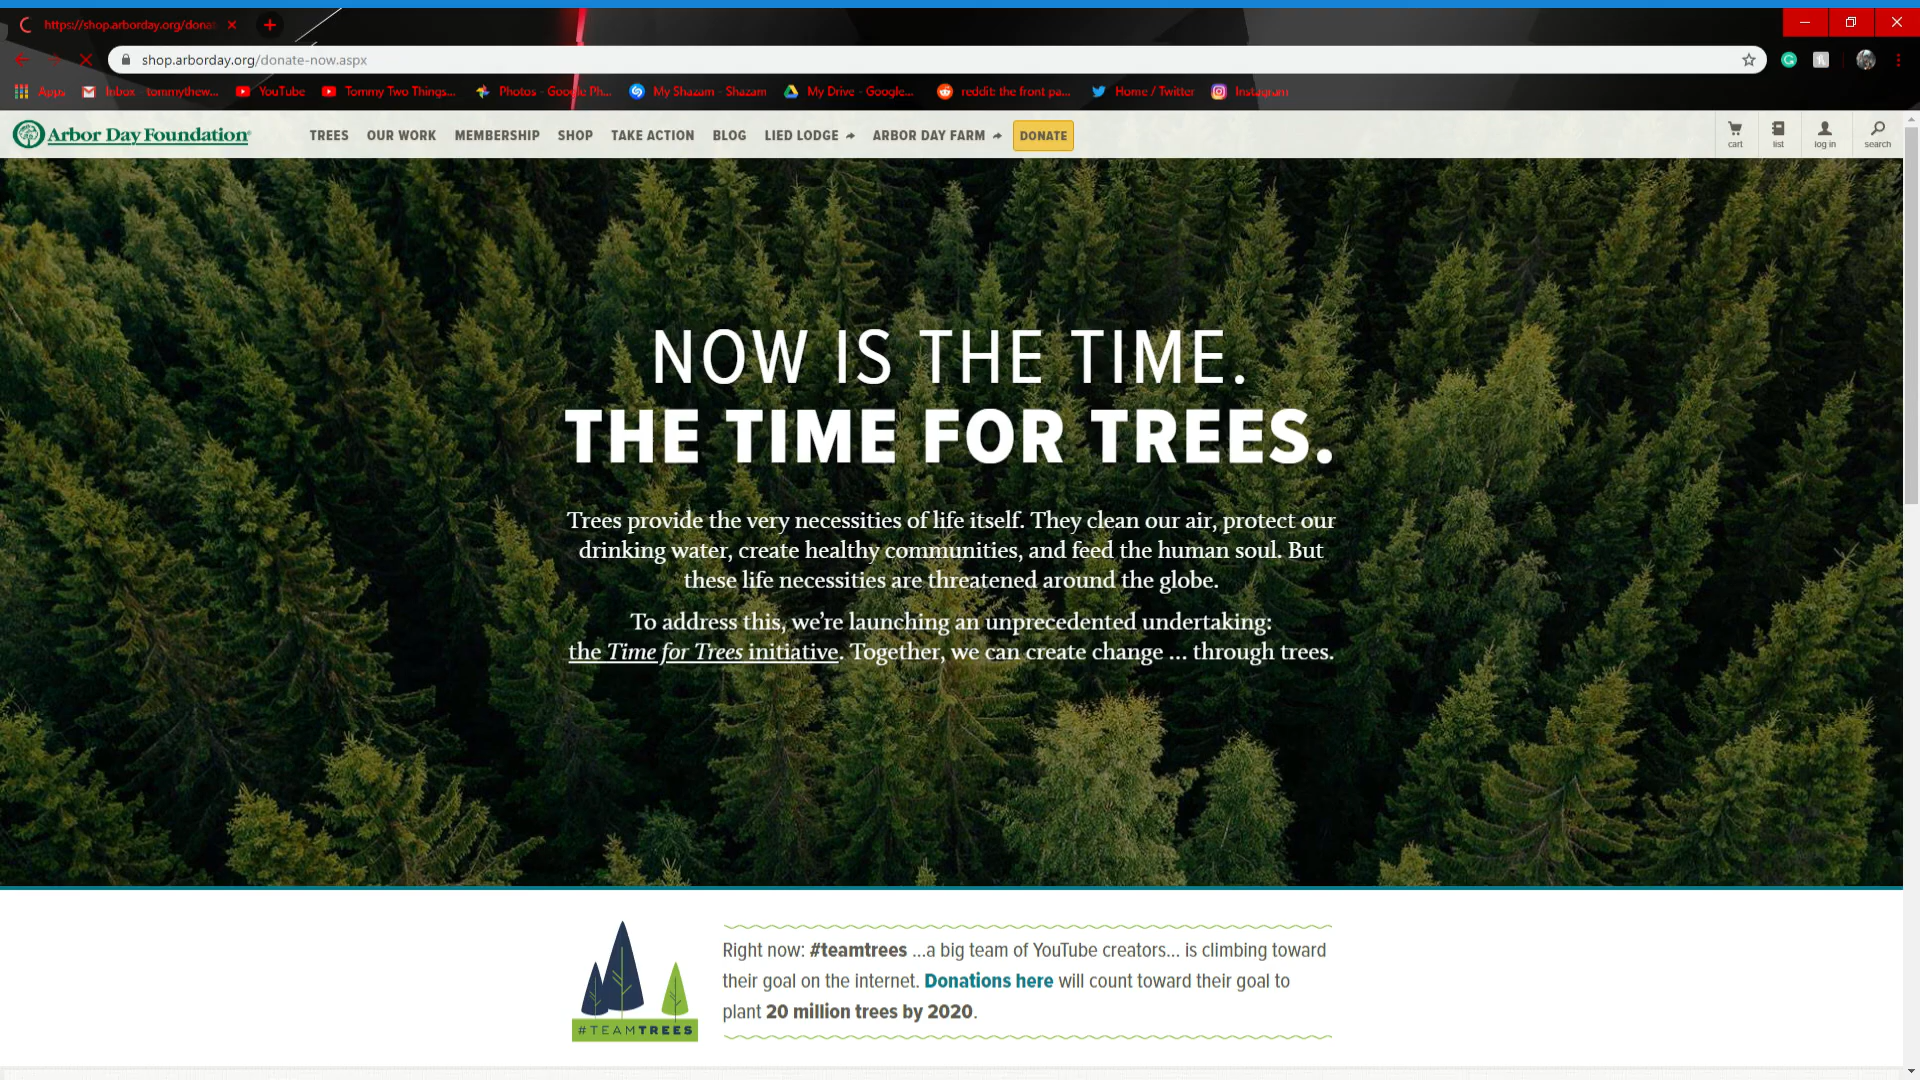 https://shop.arborday.org/donat
shop.arborday.org/donate-now.aspx
Apps
Inbox - tommythew...
YouTube
Tommy Two Things...
Photos - Google Ph...
My Shazam - Shazam
My Drive - Google...
reddit: the front pa...
Home / Twitter
Instagram
Arbor Day Foundation®
TREES
OUR WORK
MEMBERSHIP
SHOP
TAKE ACTION
BLOG
LIED LODGE
ARBOR DAY FARM
DONATE
cart
list
log in
search
NOW IS THE TIME.
THE TIME FOR TREES.
Trees provide the very necessities of life itself. They clean our air, protect our
drinking water, create healthy communities, and feed the human soul. But
these life necessities are threatened around the globe.
To address this, we’re launching an unprecedented undertaking:
the Time for Trees initiative. Together, we can create change ... through trees.
Right now: #teamtrees ...a big team of YouTube creators... is climbing toward
their goal on the internet. Donations here will count toward their goal to
plant 20 million trees by 2020.
#TEAMTREES